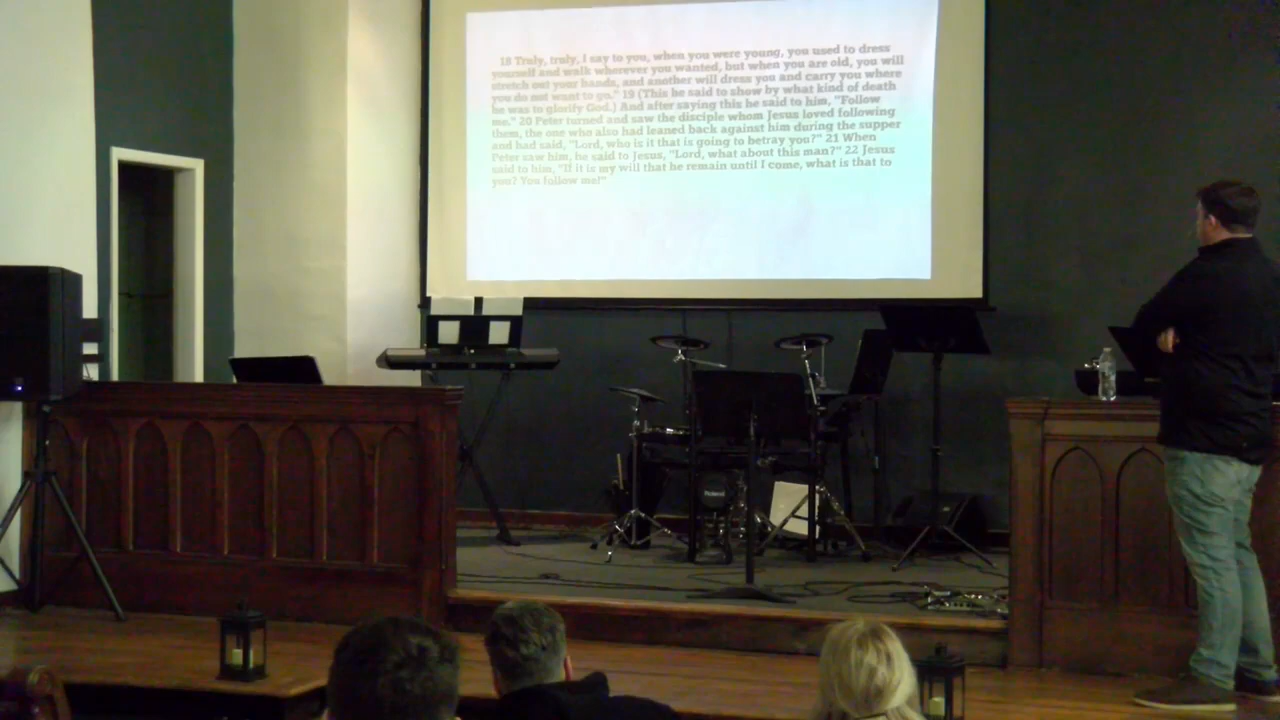 18 Truly, truly, I say to you, when you were young, you used to dress
yourself and walk wherever you wanted, but when you are old, you will
stretch out your hands, and another will dress you and carry you where
you do not want to go." 19 (This he said to show by what kind of death
he was to glorify God.) And after saying this he said to him, "Follow
me." 20 Peter turned and saw the disciple whom Jesus loved following
them, the one who also had leaned back against him during the supper
and had said, "Lord, who is it that is going to betray you?" 21 When
Peter saw him, he said to Jesus, "Lord, what about this man?" 22 Jesus
said to him, "If it is my will that he remain until I come, what is that to
you? You follow me!"
Roland